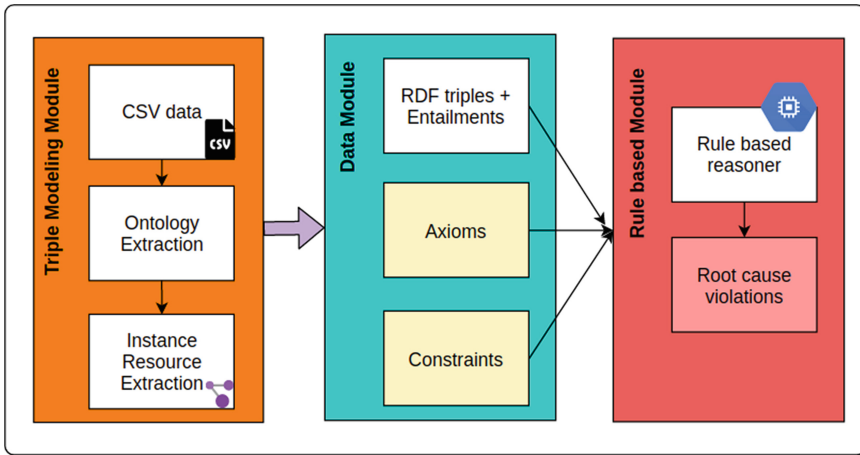 Triple Modeling Module
CSV data
CSV
Ontology
Extraction
Instance
Resource
Extraction
Data Module
RDF triples +
Entailments
Axioms
Constraints
Rule based Module
Rule based
reasoner
Root cause
violations